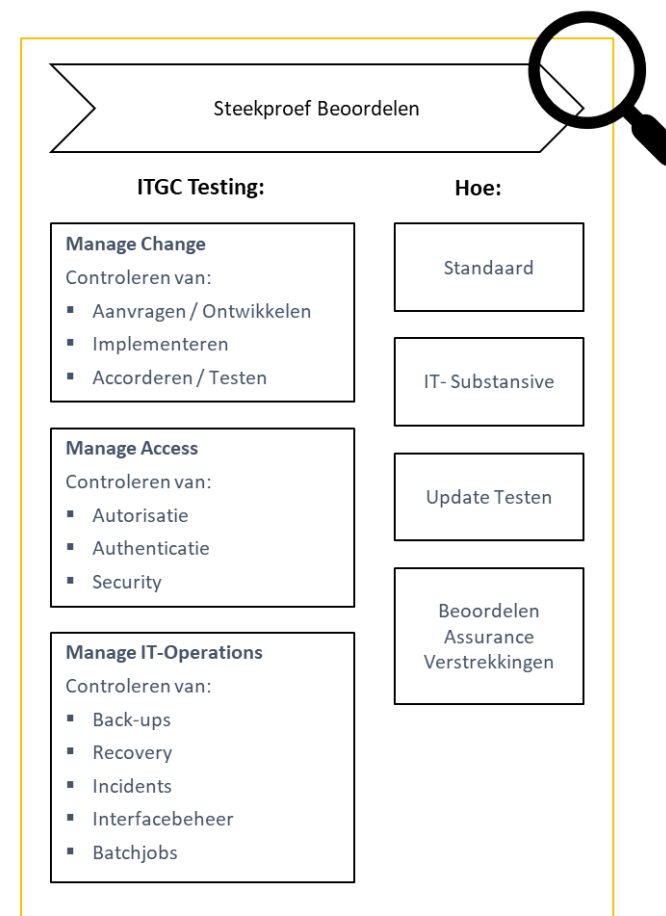 Steekproef Beoordelen
ITGC Testing:
Manage Change
Controleren van:
▪ Aanvragen / Ontwikkelen
▪ Implementeren
▪ Accorderen / Testen
Manage Access
Controleren van:
▪ Autorisatie
▪ Authenticatie
▪ Security
Manage IT-Operations
Controleren van:
▪ Back-ups
▪ Recovery
▪ Incidents
▪ Interfacebeheer
▪ Batchjobs
Hoe:
Standaard
IT- Substansive
Update Testen
Beoordelen
Assurance
Verstrekkingen